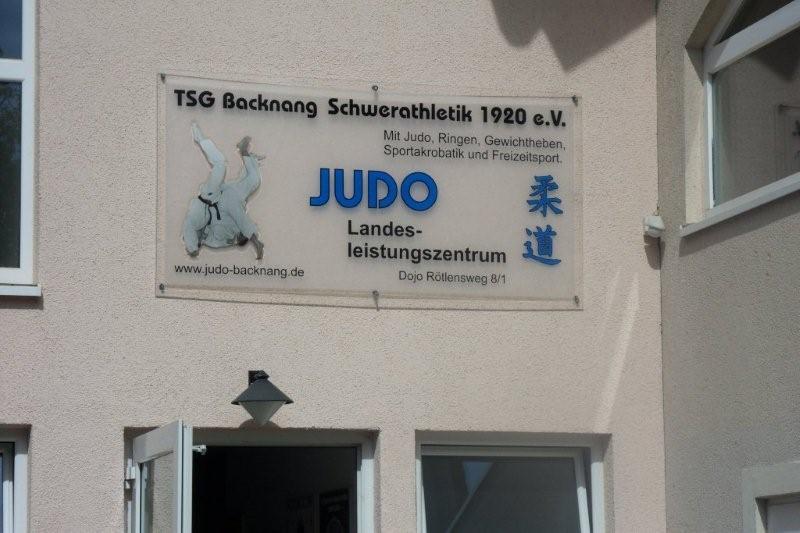 TSG Backnang Schwerathletik 1920 e.V.
Mit Judo, Ringen, Gewichtheben,
Sportakrobatik und Freizeitsport.
JUDO
柔道
Landes-
leistungszentrum
www.judo-backnang.de
Dojo Rötlensweg 8/1